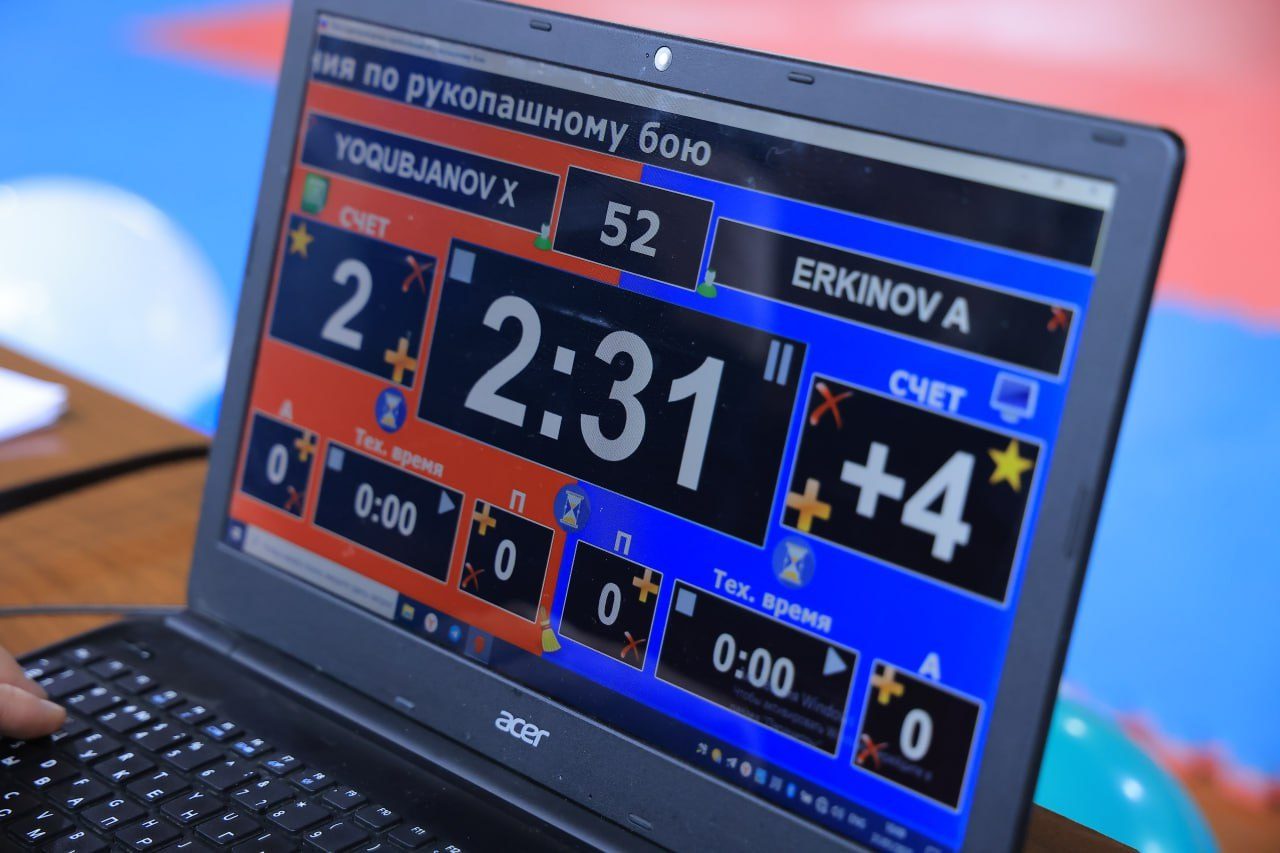 ния по рукопашному бою
YOQUBJANOV X
52
ERKINOV A
СЧЕТ
2
2:31
СЧЕТ
+4
А
0
Тех. время
0:00
П
0
П
0
Тех. время
0:00
А
0
acer